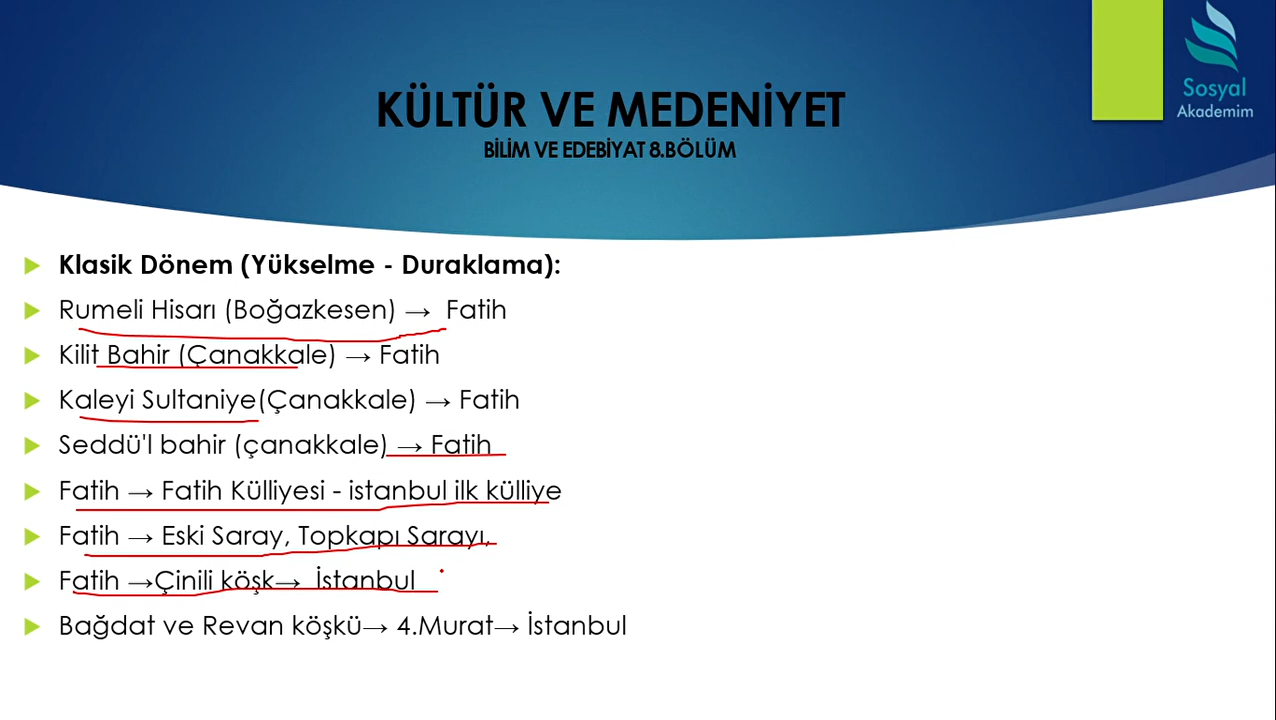 Sosyal
Akademim
KÜLTÜR VE MEDENİYET
BİLİM VE EDEBİYAT 8.BÖLÜM
Klasik Dönem (Yükselme - Duraklama):
Rumeli Hisarı (Boğazkesen) → Fatih
Kilit Bahir (Çanakkale) → Fatih
Kaleyi Sultaniye(Çanakkale) → Fatih
Seddü'l bahir (çanakkale) → Fatih
Fatih → Fatih Külliyesi - istanbul ilk külliye
Fatih → Eski Saray, Topkapı Sarayı,
Fatih →Çinili köşk→ İstanbul
Bağdat ve Revan köşkü→ 4.Murat→ İstanbul